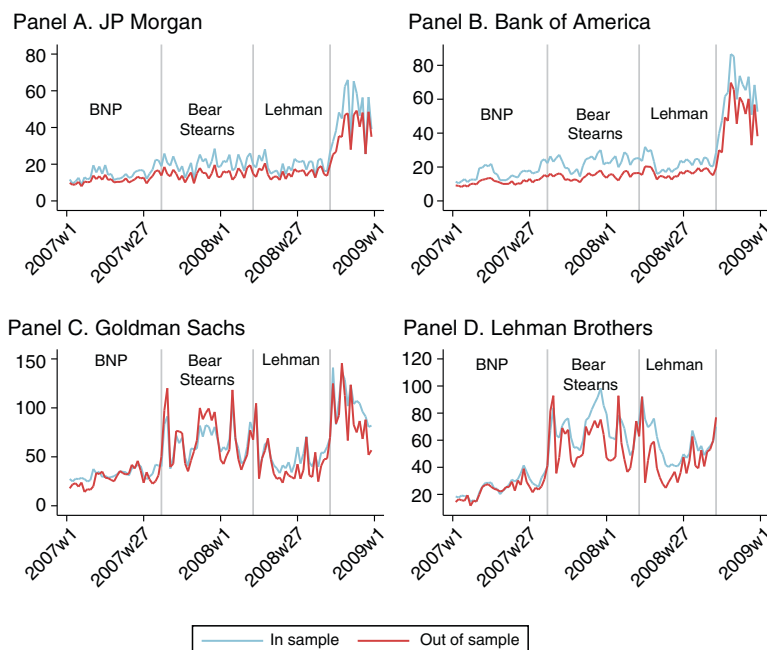 Panel A. JP Morgan
80
60
40
20
0
BNP
Bear
Stearns
Lehman
2007w1
2007w27
2008w1
2008w27
2009w1
Panel B. Bank of America
80
60
40
20
0
BNP
Bear
Stearns
Lehman
2007w1
2007w27
2008w1
2008w27
2009w1
Panel C. Goldman Sachs
150
100
50
0
BNP
Bear
Stearns
Lehman
2007w1
2007w27
2008w1
2008w27
2009w1
Panel D. Lehman Brothers
120
100
80
60
40
20
BNP
Bear
Stearns
Lehman
2007w1
2007w27
2008w1
2008w27
2009w1
In sample
Out of sample